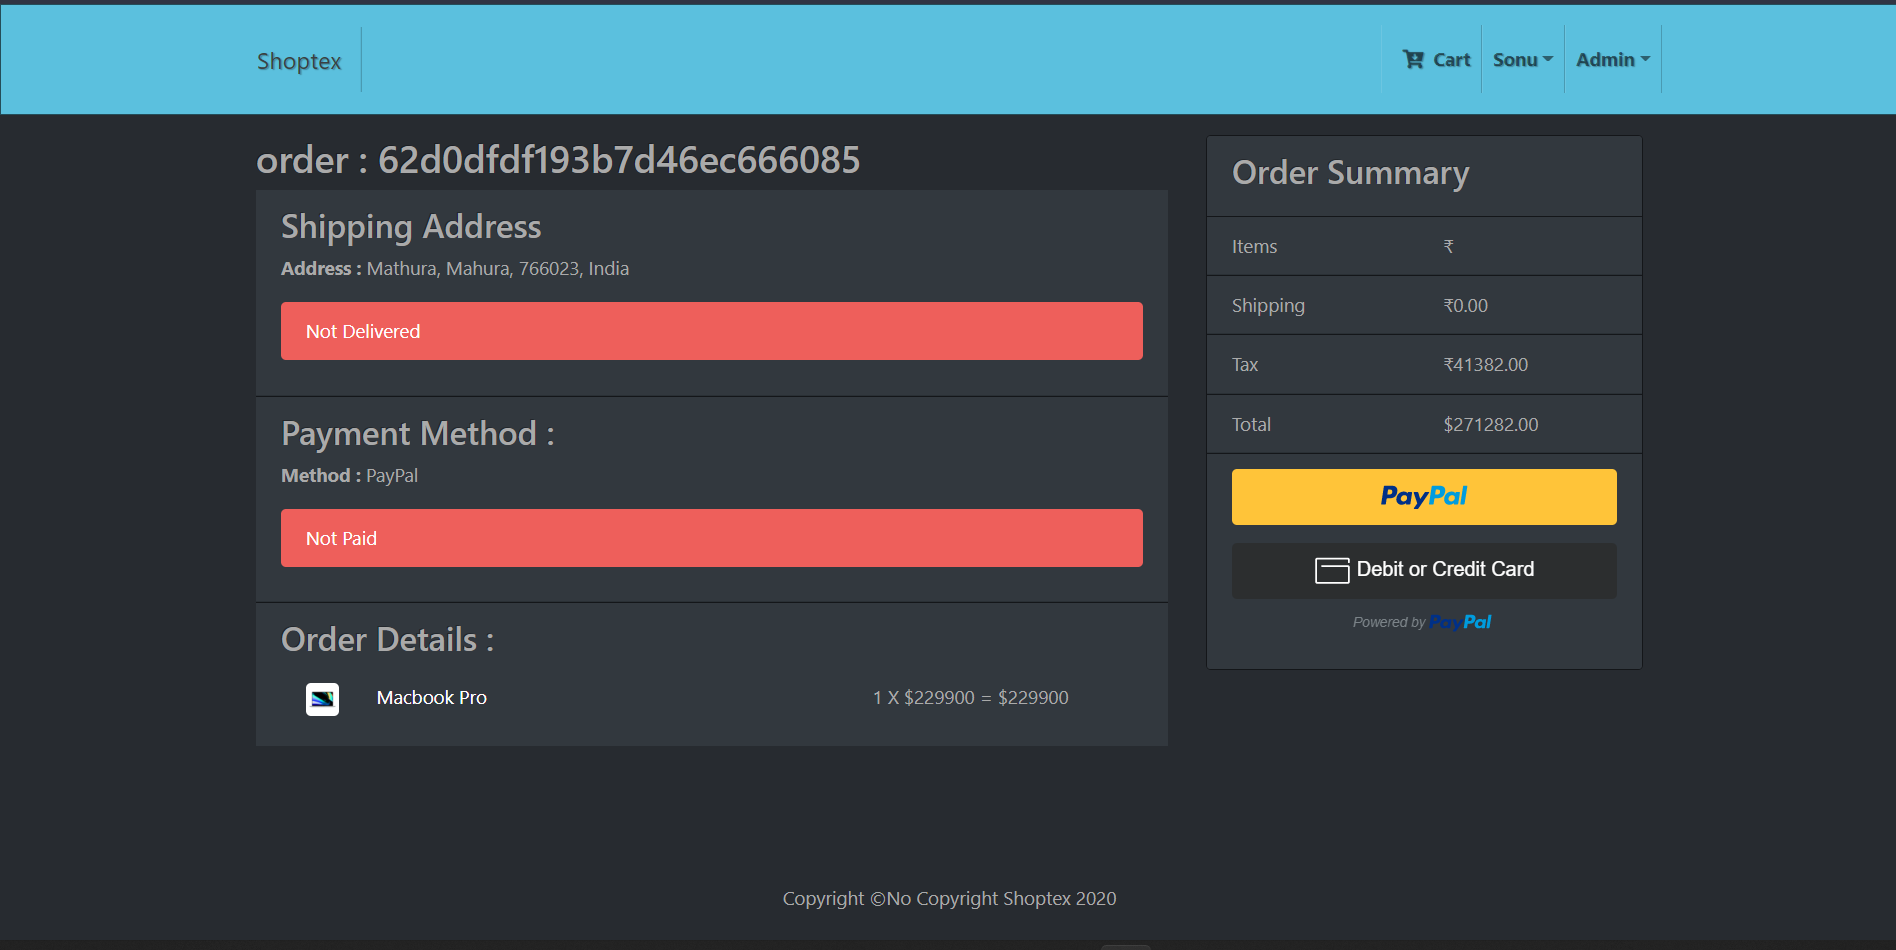 Shoptex
Cart
Sonu
Admin
order : 62d0dfdf193b7d46ec666085
Shipping Address
Address : Mathura, Mahura, 766023, India
Not Delivered
Payment Method :
Method : PayPal
Not Paid
Order Details :
Macbook Pro
1 X $229900 = $229900
Order Summary
Items ₹
Shipping ₹0.00
Tax ₹41382.00
Total $271282.00
PayPal
Debit or Credit Card
Powered by PayPal
Copyright ©No Copyright Shoptex 2020